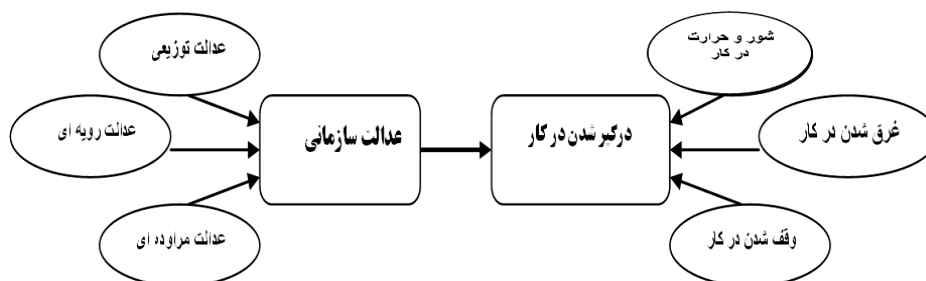 عدالت توزیعی
عدالت رویه ای
عدالت مراوده ای
عدالت سازمانی
درگیر شدن در کار
شور و حرارت
در کار
غرق شدن در کار
وقف شدن در کار